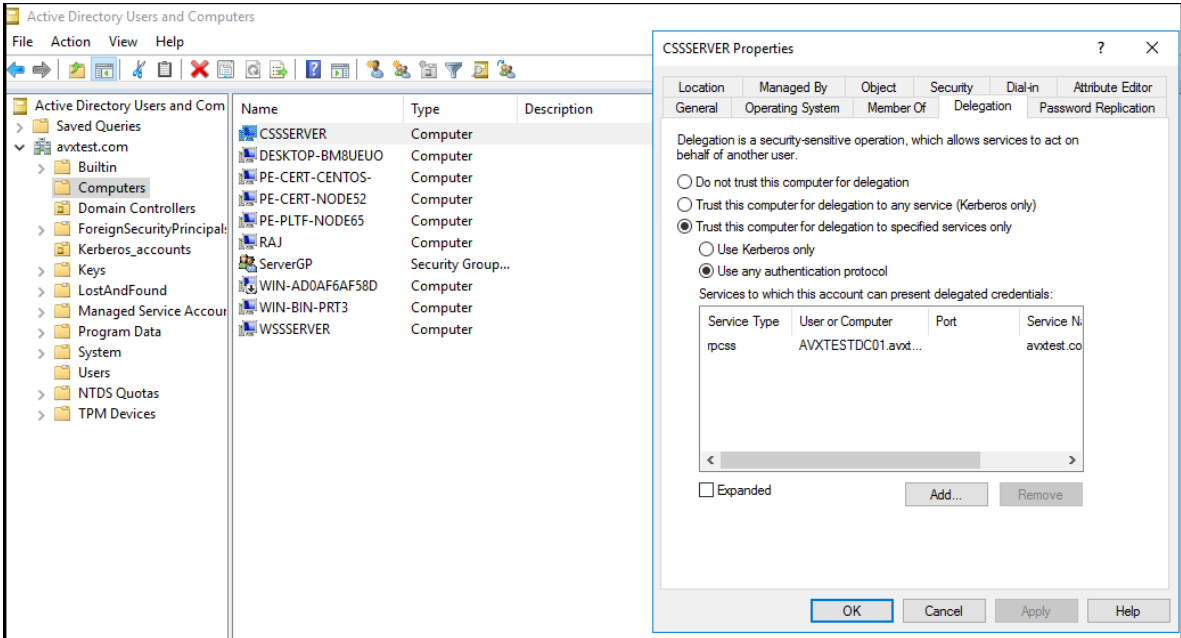 Active Directory Users and Computers
File Action View Help
Active Directory Users and Com
Saved Queries
avxtest.com
Builtin
Computers
Domain Controllers
ForeignSecurityPrincipal:
Kerberos_accounts
Keys
LostAndFound
Managed Service Accour
Program Data
System
Users
NTDS Quotas
TPM Devices
Name Type Description
CSSSERVER Computer
DESKTOP-BM8UEUO Computer
PE-CERT-CENTOS- Computer
PE-CERT-NODE52 Computer
PE-PLTF-NODE65 Computer
RAJ Computer
ServerGP Security Group...
WIN-AD0AF6AF58D Computer
WIN-BIN-PRT3 Computer
WSSSERVER Computer
CSSSERVER Properties
Location Managed By Object Security Dial-in Attribute Editor
General Operating System Member Of Delegation Password Replication
Delegation is a security-sensitive operation, which allows services to act on
behalf of another user.
Do not trust this computer for delegation
Trust this computer for delegation to any service (Kerberos only)
Trust this computer for delegation to specified services only
Use Kerberos only
Use any authentication protocol
Services to which this account can present delegated credentials:
Service Type User or Computer Port Service Na
rpcss AVXTESTDC01.avxt... avxtest.co
Expanded
Add... Remove
OK Cancel Apply Help